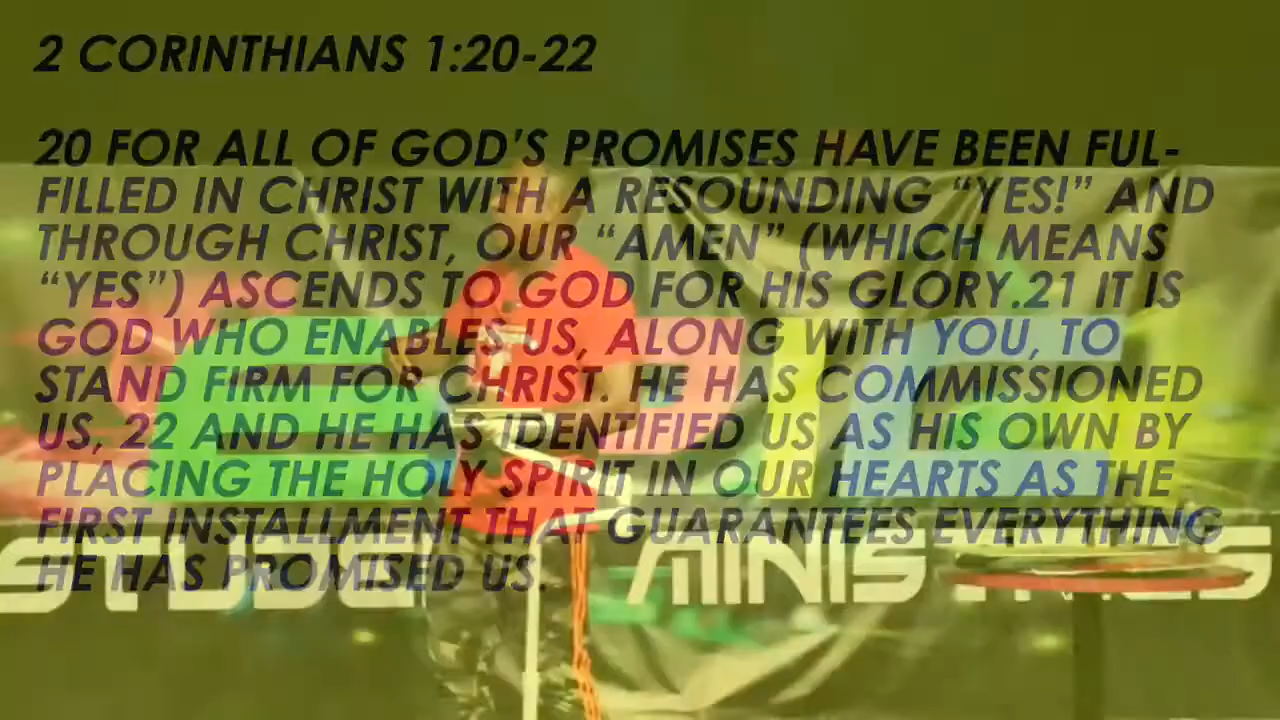 2 CORINTHIANS 1:20-22
20 FOR ALL OF GOD'S PROMISES HAVE BEEN FUL-
FILLED IN CHRIST WITH A RESOUNDING “YES!” AND
THROUGH CHRIST, OUR “AMEN” (WHICH MEANS
“YES”) ASCENDS TO GOD FOR HIS GLORY.21 IT IS
GOD WHO ENABLES US, ALONG WITH YOU, TO
STAND FIRM FOR CHRIST. HE HAS COMMISSIONED
US, 22 AND HE HAS IDENTIFIED US AS HIS OWN BY
PLACING THE HOLY SPIRIT IN OUR HEARTS AS THE
FIRST INSTALLMENT THAT GUARANTEES EVERYTHING
HE HAS PROMISED US.